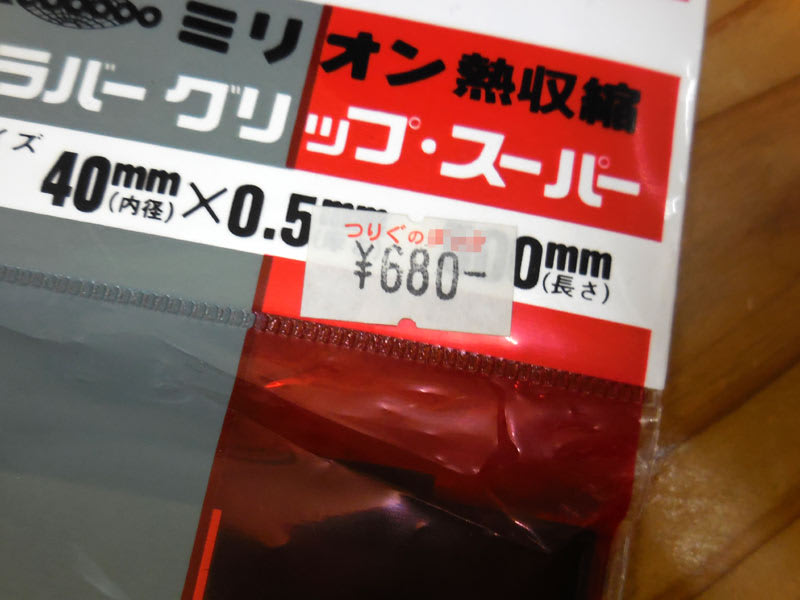 ミリオン熱収縮
ラバーグリップ・スーパー
イズ
40mm(内径)×0.5mm 0mm(長さ)
つりぐの
¥680-